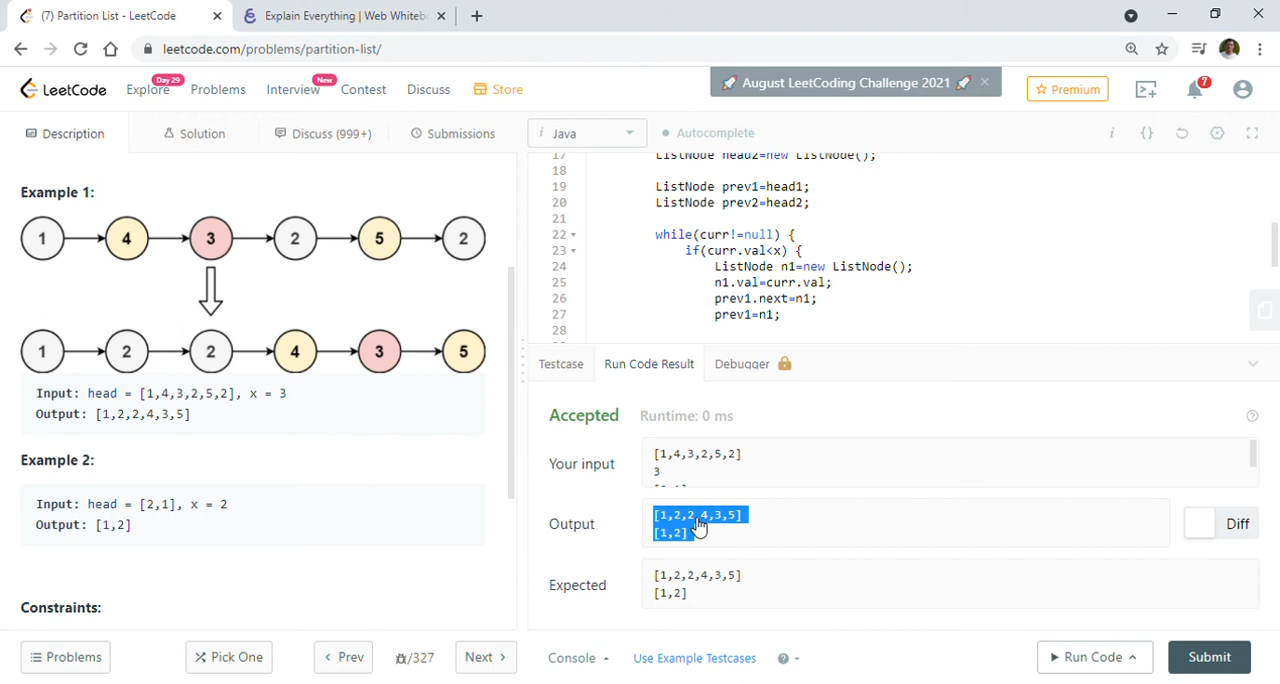 (7) Partition List - LeetCode
Explain Everything | Web Whitebo
leetcode.com/problems/partition-list/
LeetCode
Explore
Day 29
Problems
Interview
New
Contest
Discuss
Store
August LeetCoding Challenge 2021
Premium
7
Description
Solution
Discuss (999+)
Submissions
i Java
Autocomplete
Example 1:
1 4 3 2 5 2
1 2 2 4 3 5
Input: head = [1,4,3,2,5,2], x = 3
Output: [1,2,2,4,3,5]
Example 2:
Input: head = [2,1], x = 2
Output: [1,2]
Constraints:
17 ListNode head2=new ListNode();
18
19 ListNode prev1=head1;
20 ListNode prev2=head2;
21
22 while(curr!=null) {
23 if(curr.val<x) {
24 ListNode n1=new ListNode();
25 n1.val=curr.val;
26 prev1.next=n1;
27 prev1=n1;
28
Testcase
Run Code Result
Debugger
Accepted
Runtime: 0 ms
Your input
[1,4,3,2,5,2]
3
Output
[1,2,2,4,3,5]
[1,2]
Diff
Expected
[1,2,2,4,3,5]
[1,2]
Problems
Pick One
Prev
/327
Next
Console
Use Example Testcases
Run Code
Submit